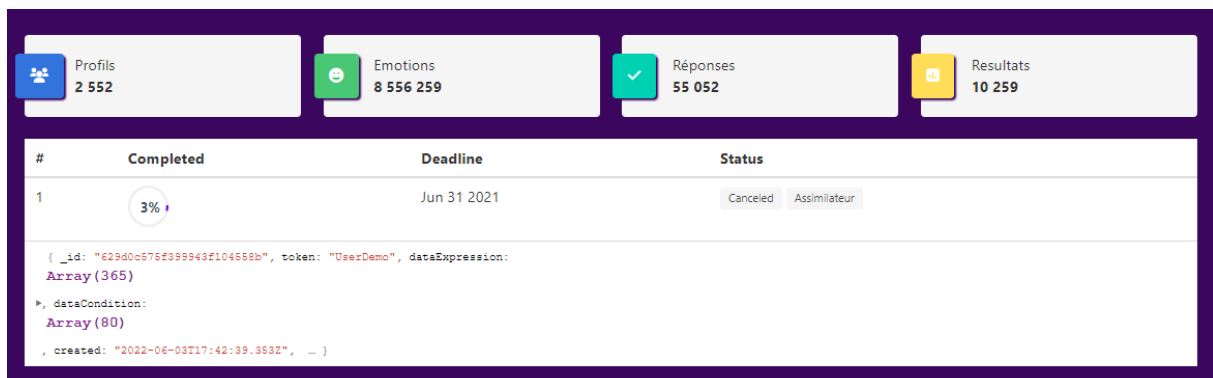 Profils
2 552
Emotions
8 556 259
Réponses
55 052
Resultats
10 259
# Completed Deadline Status
1 3% Jun 31 2021 Canceled Assimilateur
{ _id: "629d0c575f399943f104558b", token: "UserDemo", dataExpression:
Array(365)
▶, dataCondition:
Array(80)
, created: "2022-06-03T17:42:39.353Z", … }